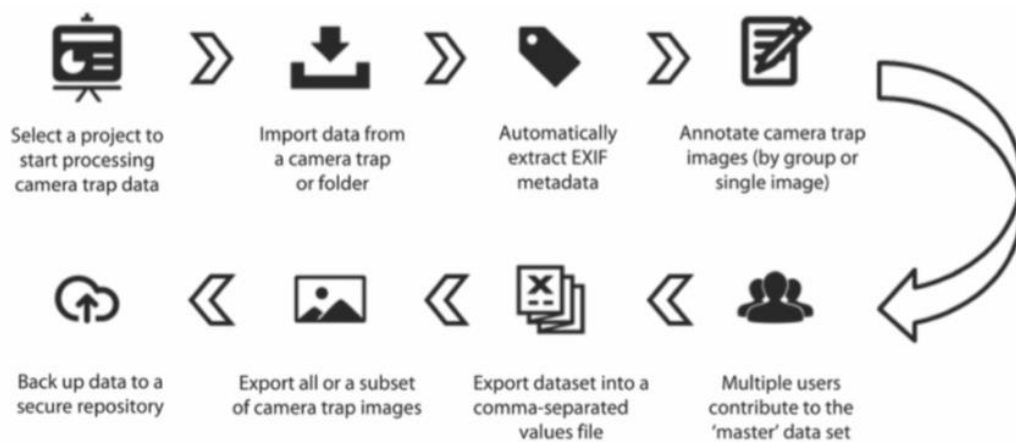 Select a project to
start processing
camera trap data
Import data from
a camera trap
or folder
Automatically
extract EXIF
metadata
Annotate camera trap
images (by group or
single image)
Multiple users
contribute to the
‘master’ data set
X
Export dataset into a
comma-separated
values file
Export all or a subset
of camera trap images
Back up data to a
secure repository